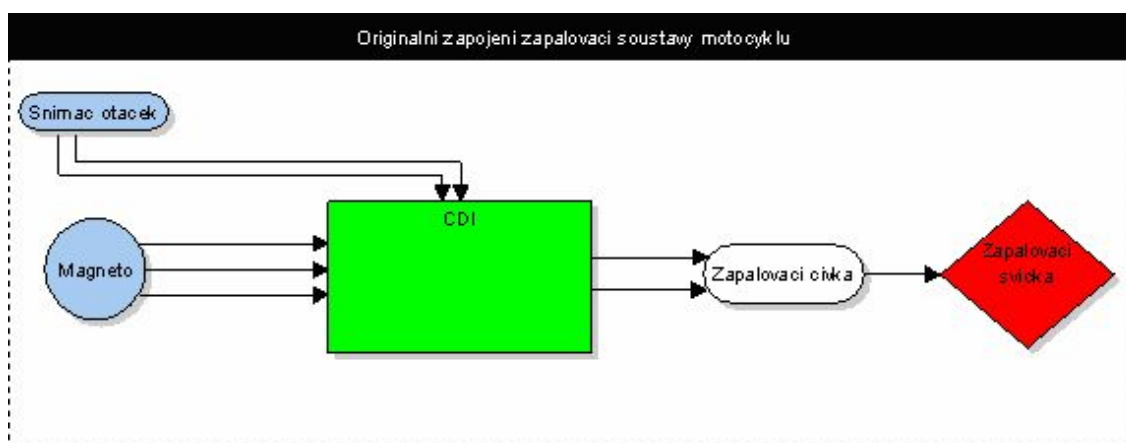 Originalni zapojeni zapalovaci soustavy motocyklu
Snimac otacek
CDI
Magneto
Zapalovaci civka
Zapalovaci
svicka